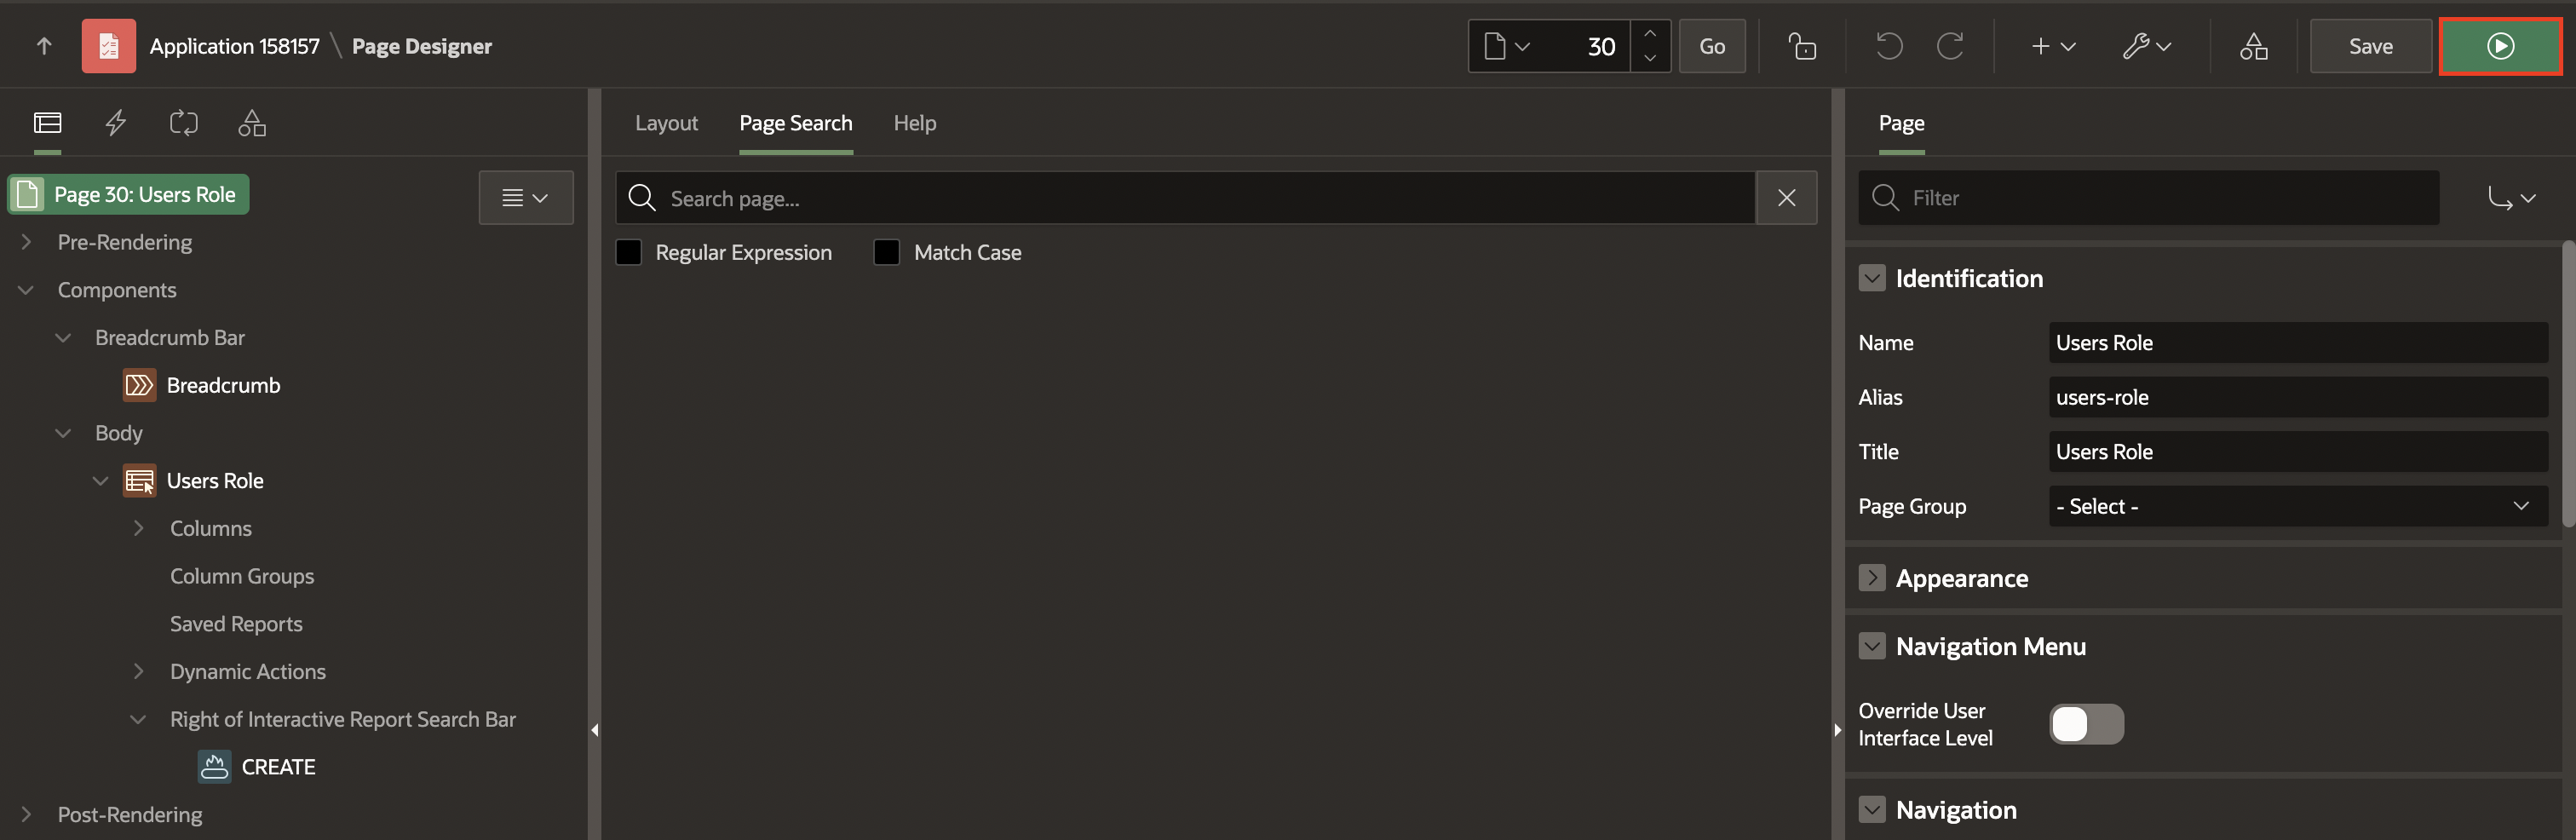 Application 158157 \ Page Designer
30
Go
Save
Page 30: Users Role
Pre-Rendering
Components
Breadcrumb Bar
Breadcrumb
Body
Users Role
Columns
Column Groups
Saved Reports
Dynamic Actions
Right of Interactive Report Search Bar
CREATE
Post-Rendering
Layout
Page Search
Help
Search page...
Regular Expression
Match Case
Page
Filter
Identification
Name
Users Role
Alias
users-role
Title
Users Role
Page Group
- Select -
Appearance
Navigation Menu
Override User
Interface Level
Navigation